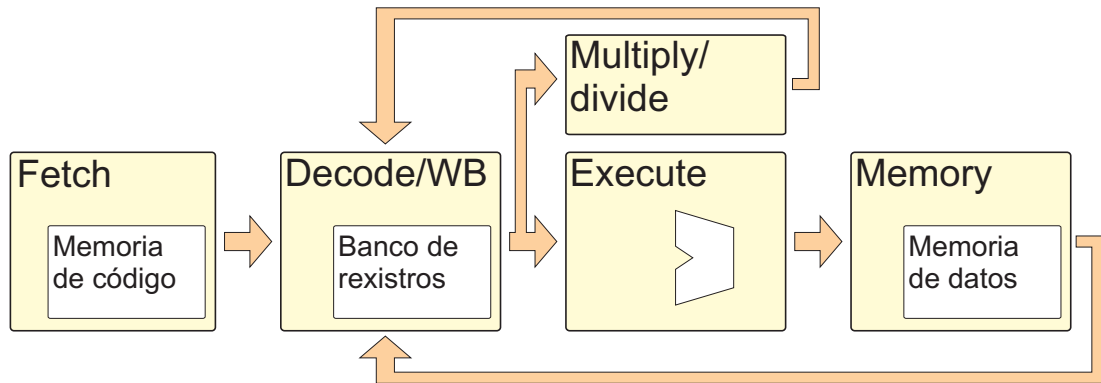 Multiply/
divide
Fetch
Memoria
de código
Decode/WB
Banco de
rexistros
Execute
Memory
Memoria
de datos